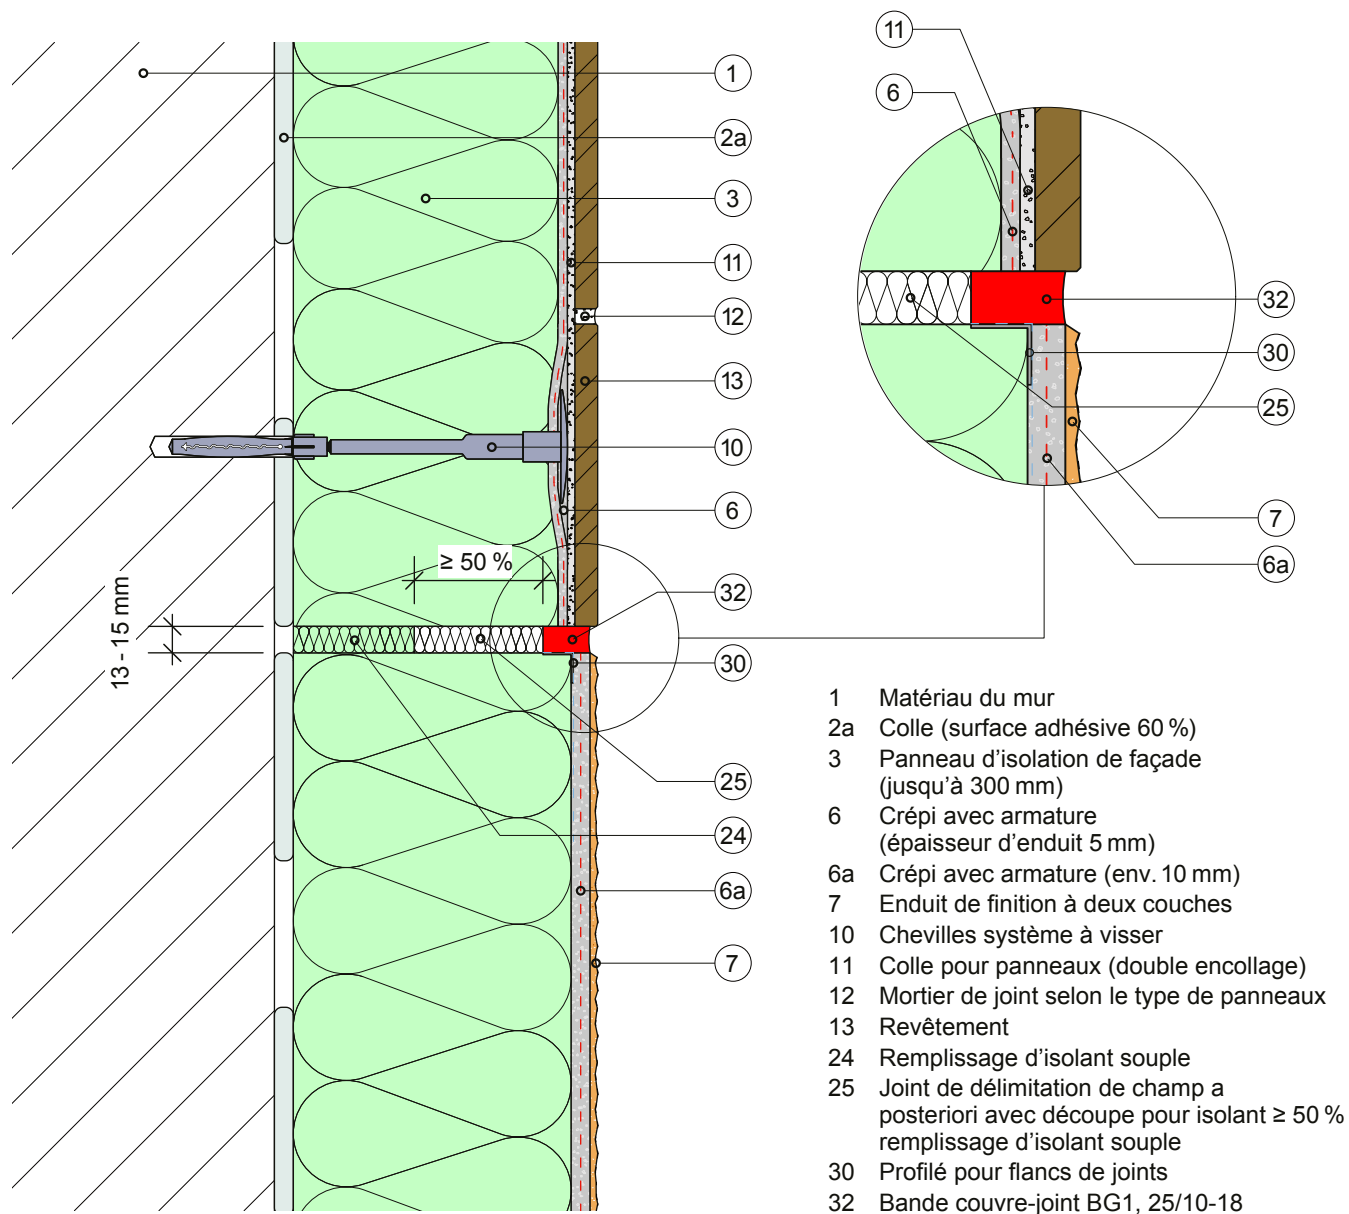 11
6
1
2a
3
11
12
13
10
6
≥ 50 %
13 - 15 mm
32
30
25
24
6a
7
32
30
25
7
6a
1 Matériau du mur
2a Colle (surface adhésive 60 %)
3 Panneau d’isolation de façade
(jusqu’à 300 mm)
6 Crépi avec armature
(épaisseur d’enduit 5 mm)
6a Crépi avec armature (env. 10 mm)
7 Enduit de finition à deux couches
10 Chevilles système à visser
11 Colle pour panneaux (double encollage)
12 Mortier de joint selon le type de panneaux
13 Revêtement
24 Remplissage d’isolant souple
25 Joint de délimitation de champ a
posteriori avec découpe pour isolant ≥ 50 %
remplissage d’isolant souple
30 Profilé pour flancs de joints
32 Bande couvre-joint BG1, 25/10-18